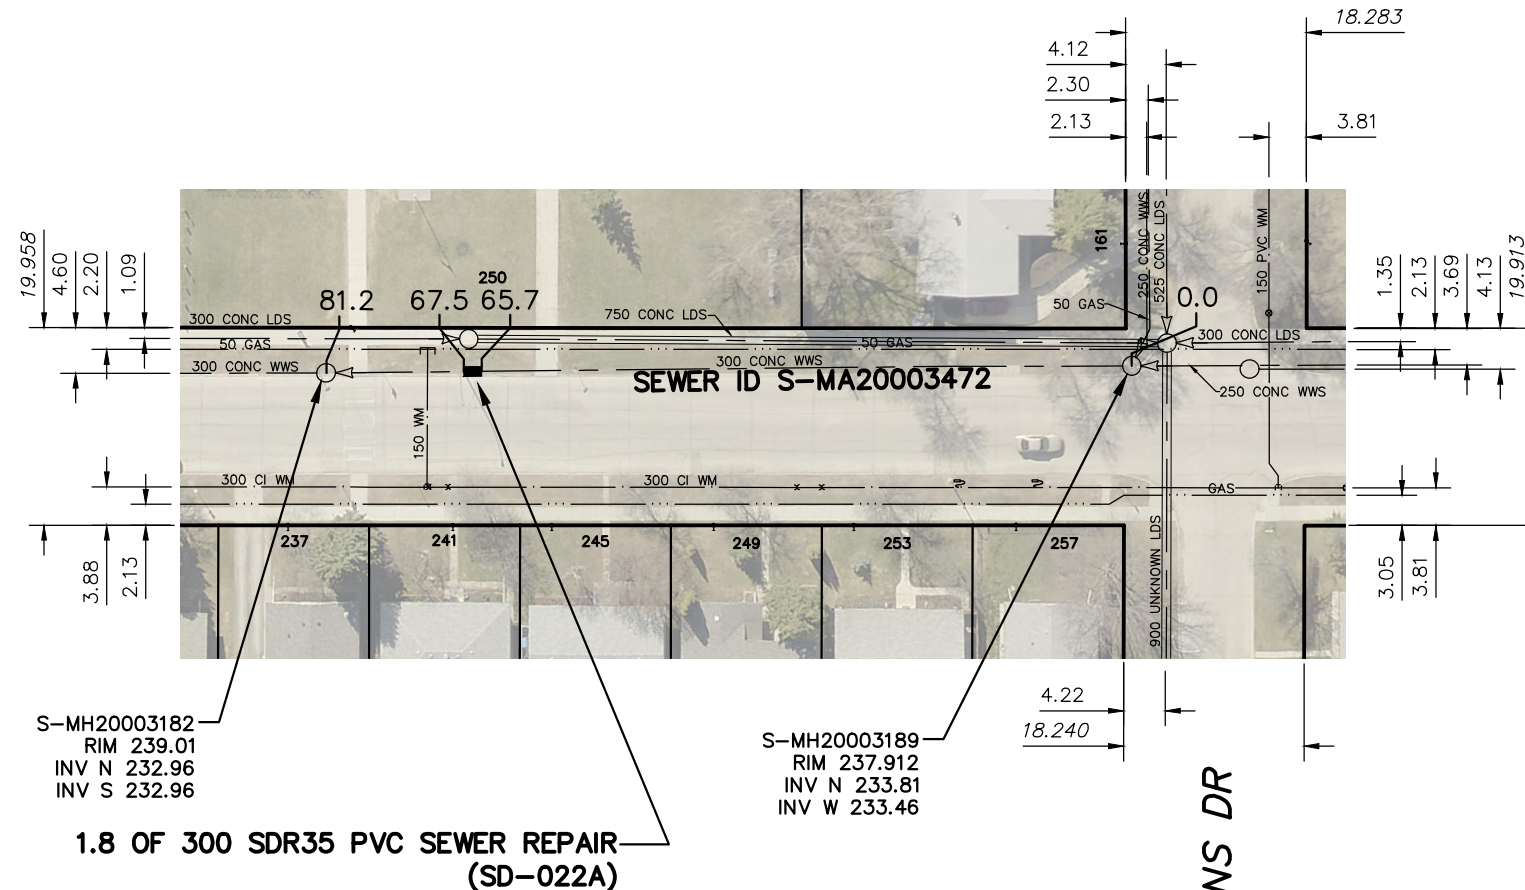 18.283
4.12
2.30
2.13
3.81
19.958
4.60
2.20
1.09
250 CONC WWS
525 CONC LDS
150 PVC WM
161
1.35
2.13
3.69
4.13
19.913
250
81.2 67.5 65.7
0.0
300 CONC LDS
750 CONC LDS
50 GAS
300 CONC LDS
50 GAS
50 GAS
300 CONC WWS
300 CONC WWS
SEWER ID S-MA20003472
250 CONC WWS
150 WM
300 CI WM
300 CI WM
GAS
237
241
245
249
253
257
3.88
2.13
900 UNKNOWN LDS
3.05
3.81
4.22
18.240
S-MH20003182
RIM 239.01
INV N 232.96
INV S 232.96
S-MH20003189
RIM 237.912
INV N 233.81
INV W 233.46
1.8 OF 300 SDR35 PVC SEWER REPAIR
(SD-022A)
NS DR